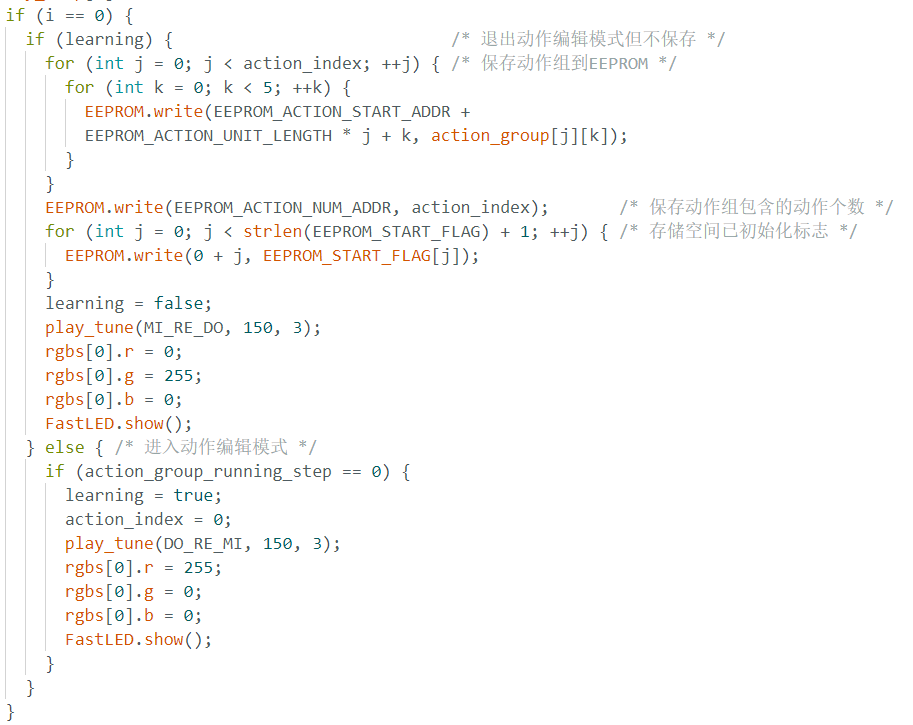 if (i == 0) {
if (learning) { /* 退出动作编辑模式但不保存 */
for (int j = 0; j < action_index; ++j) { /* 保存动作组到EEPROM */
for (int k = 0; k < 5; ++k) {
EEPROM.write(EEPROM_ACTION_START_ADDR +
EEPROM_ACTION_UNIT_LENGTH * j + k, action_group[j][k]);
}
}
EEPROM.write(EEPROM_ACTION_NUM_ADDR, action_index); /* 保存动作组包含的动作个数 */
for (int j = 0; j < strlen(EEPROM_START_FLAG) + 1; ++j) { /* 存储空间已初始化标志 */
EEPROM.write(0 + j, EEPROM_START_FLAG[j]);
}
learning = false;
play_tune(MI_RE_DO, 150, 3);
rgbs[0].r = 0;
rgbs[0].g = 255;
rgbs[0].b = 0;
FastLED.show();
} else { /* 进入动作编辑模式 */
if (action_group_running_step == 0) {
learning = true;
action_index = 0;
play_tune(DO_RE_MI, 150, 3);
rgbs[0].r = 255;
rgbs[0].g = 0;
rgbs[0].b = 0;
FastLED.show();
}
}
}